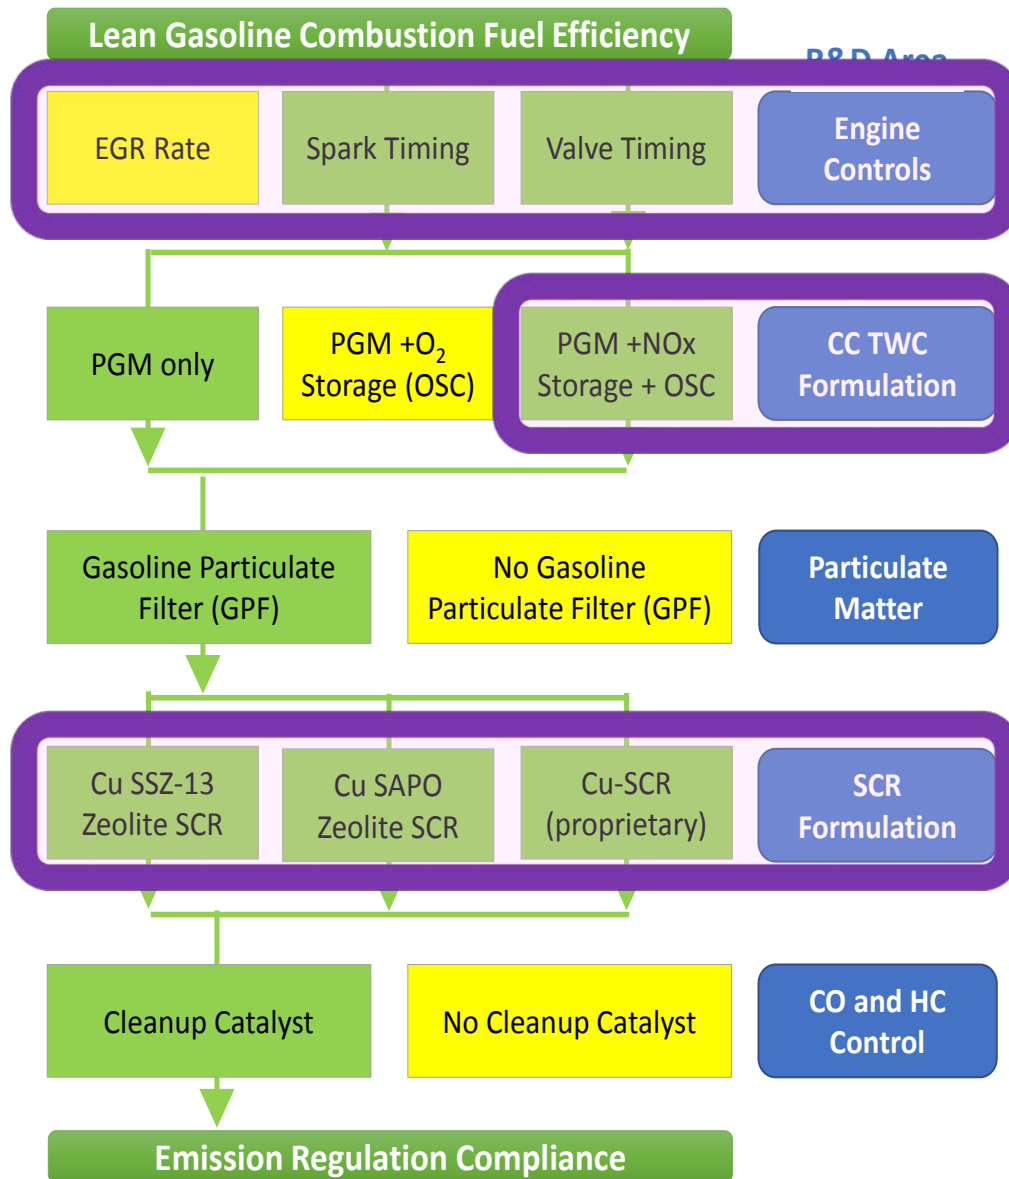 Lean Gasoline Combustion Fuel Efficiency
R&D Area
EGR Rate
Spark Timing
Valve Timing
Engine
Controls
PGM only
PGM +O₂
Storage (OSC)
PGM +NOx
Storage + OSC
CC TWC
Formulation
Gasoline Particulate
Filter (GPF)
No Gasoline
Particulate Filter (GPF)
Particulate
Matter
Cu SSZ-13
Zeolite SCR
Cu SAPO
Zeolite SCR
Cu-SCR
(proprietary)
SCR
Formulation
Cleanup Catalyst
No Cleanup Catalyst
CO and HC
Control
Emission Regulation Compliance